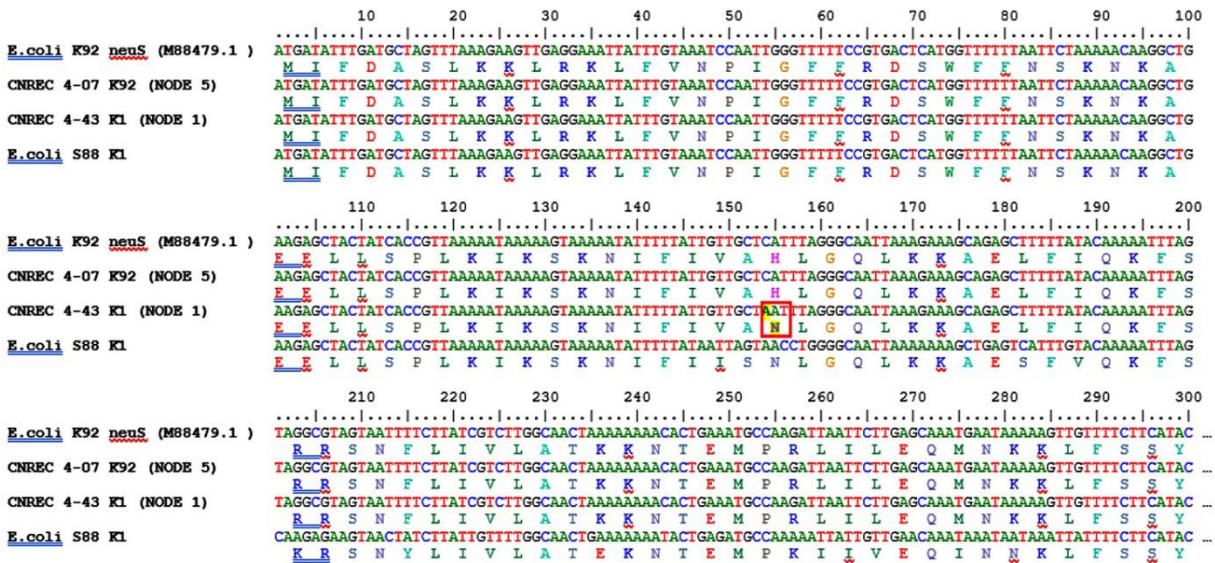 10 20 30 40 50 60 70 80 90 100
E.coli K92 neuS (M88479.1 ) ATGATATTTGATGCTAGTTTAAAGAAGTTGAGGAAATTATTTGTAAATCCAATTGGGTTTTTCCGTGACTCATGGTTTTTTAATTCTAAAAACAAGGCTG
M I F D A S L K K L R K L F V N P I G F F R D S W F F N S K N K A
CNREC 4-07 K92 (NODE 5) ATGATATTTGATGCTAGTTTAAAGAAGTTGAGGAAATTATTTGTAAATCCAATTGGGTTTTTCCGTGACTCATGGTTTTTTAATTCTAAAAACAAGGCTG
M I F D A S L K K L R K L F V N P I G F F R D S W F F N S K N K A
CNREC 4-43 K1 (NODE 1) ATGATATTTGATGCTAGTTTAAAGAAGTTGAGGAAATTATTTGTAAATCCAATTGGGTTTTTCCGTGACTCATGGTTTTTTAATTCTAAAAACAAGGCTG
M I F D A S L K K L R K L F V N P I G F F R D S W F F N S K N K A
E.coli S88 K1 ATGATATTTGATGCTAGTTTAAAGAAGTTGAGGAAATTATTTGTAAATCCAATTGGGTTTTTCCGTGACTCATGGTTTTTTAATTCTAAAAACAAGGCTG
M I F D A S L K K L R K L F V N P I G F F R D S W F F N S K N K A
110 120 130 140 150 160 170 180 190 200
E.coli K92 neuS (M88479.1 ) AAGAGCTACTATCACCGTTAAAAATAAAAAGTAAAAATATTTTTATTGTTGCTCATTTAGGGCAATTAAAGAAAGCAGAGCTTTTTATACAAAAATTTAG
E E L L S P L K I K S K N I F I V A H L G Q L K K A E L F I Q K F S
CNREC 4-07 K92 (NODE 5) AAGAGCTACTATCACCGTTAAAAATAAAAAGTAAAAATATTTTTATTGTTGCTCATTTAGGGCAATTAAAGAAAGCAGAGCTTTTTATACAAAAATTTAG
E E L L S P L K I K S K N I F I V A H L G Q L K K A E L F I Q K F S
CNREC 4-43 K1 (NODE 1) AAGAGCTACTATCACCGTTAAAAATAAAAAGTAAAAATATTTTTATTGTTGCTAATTTAGGGCAATTAAAGAAAGCAGAGCTTTTTATACAAAAATTTAG
E E L L S P L K I K S K N I F I V A N L G Q L K K A E L F I Q K F S
E.coli S88 K1 AAGAGCTACTATCACCGTTAAAAATAAAAAGTAAAAATATTTTTATAATTAGTAACCTGGGGCAATTAAAAAAAGCTGAGTCATTTGTACAAAAATTTAG
E E L L S P L K I K S K N I F I I S N L G Q L K K A E S F V Q K F S
210 220 230 240 250 260 270 280 290 300
E.coli K92 neuS (M88479.1 ) TAGGCGTAGTAATTTTCTTATCGTCTTGGCAACTAAAAAAAACACTGAAATGCCAAGATTAATTCTTGAGCAAATGAATAAAAAGTTGTTTTCTTCATAC ...
R R S N F L I V L A T K K N T E M P R L I L E Q M N K K L F S S Y
CNREC 4-07 K92 (NODE 5) TAGGCGTAGTAATTTTCTTATCGTCTTGGCAACTAAAAAAAACACTGAAATGCCAAGATTAATTCTTGAGCAAATGAATAAAAAGTTGTTTTCTTCATAC ...
R R S N F L I V L A T K K N T E M P R L I L E Q M N K K L F S S Y
CNREC 4-43 K1 (NODE 1) TAGGCGTAGTAATTTTCTTATCGTCTTGGCAACTAAAAAAAACACTGAAATGCCAAGATTAATTCTTGAGCAAATGAATAAAAAGTTGTTTTCTTCATAC ...
R R S N F L I V L A T K K N T E M P R L I L E Q M N K K L F S S Y
E.coli S88 K1 CAAGAGAAGTAACTATCTTATTGTTTTGGCAACTGAAAAAAATACTGAGATGCCAAAAATTATTGTTGAACAAATAAATAATAAATTATTTTCTTCATAC ...
K R S N Y L I V L A T E K N T E M P K I I V E Q I N N K L F S S Y